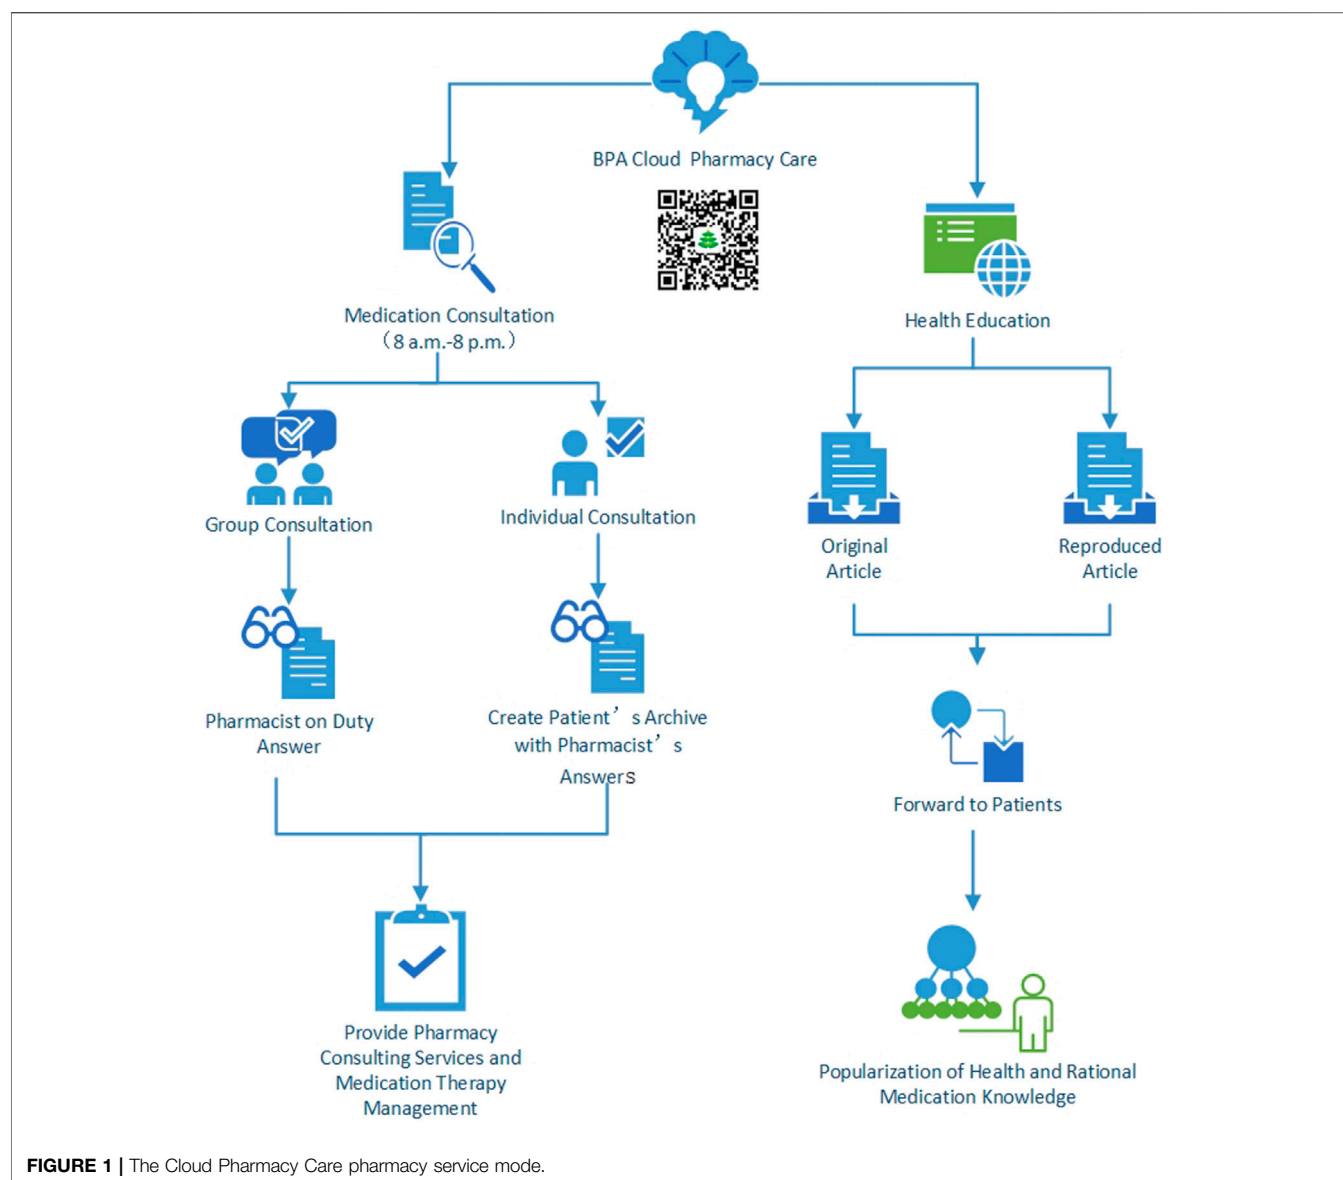 BPA Cloud Pharmacy Care
Medication Consultation
(8 a.m.-8 p.m.)
Health Education
Group Consultation
Individual Consultation
Original
Article
Reproduced
Article
Pharmacist on Duty
Answer
Create Patient’s Archive
with Pharmacist’s
Answers
Forward to Patients
Provide Pharmacy
Consulting Services and
Medication Therapy
Management
Popularization of Health and Rational
Medication Knowledge
FIGURE 1 | The Cloud Pharmacy Care pharmacy service mode.